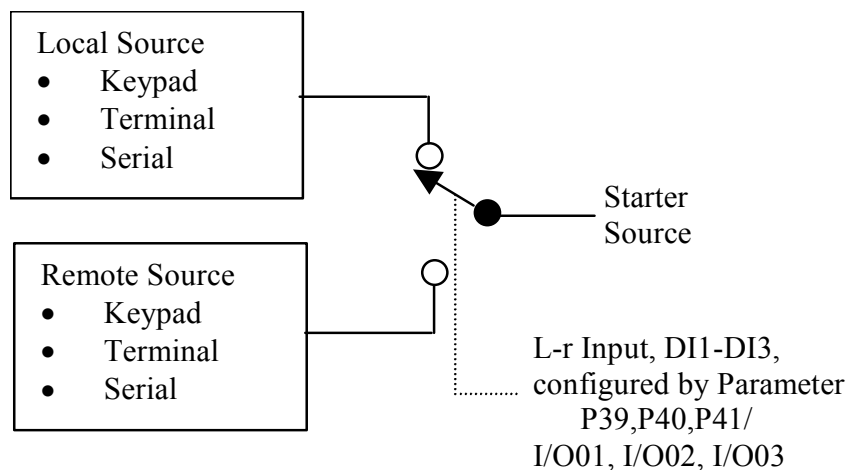 Local Source
• Keypad
• Terminal
• Serial
Starter
Source
Remote Source
• Keypad
• Terminal
• Serial
L-r Input, DI1-DI3,
configured by Parameter
P39,P40,P41/
I/O01, I/O02, I/O03